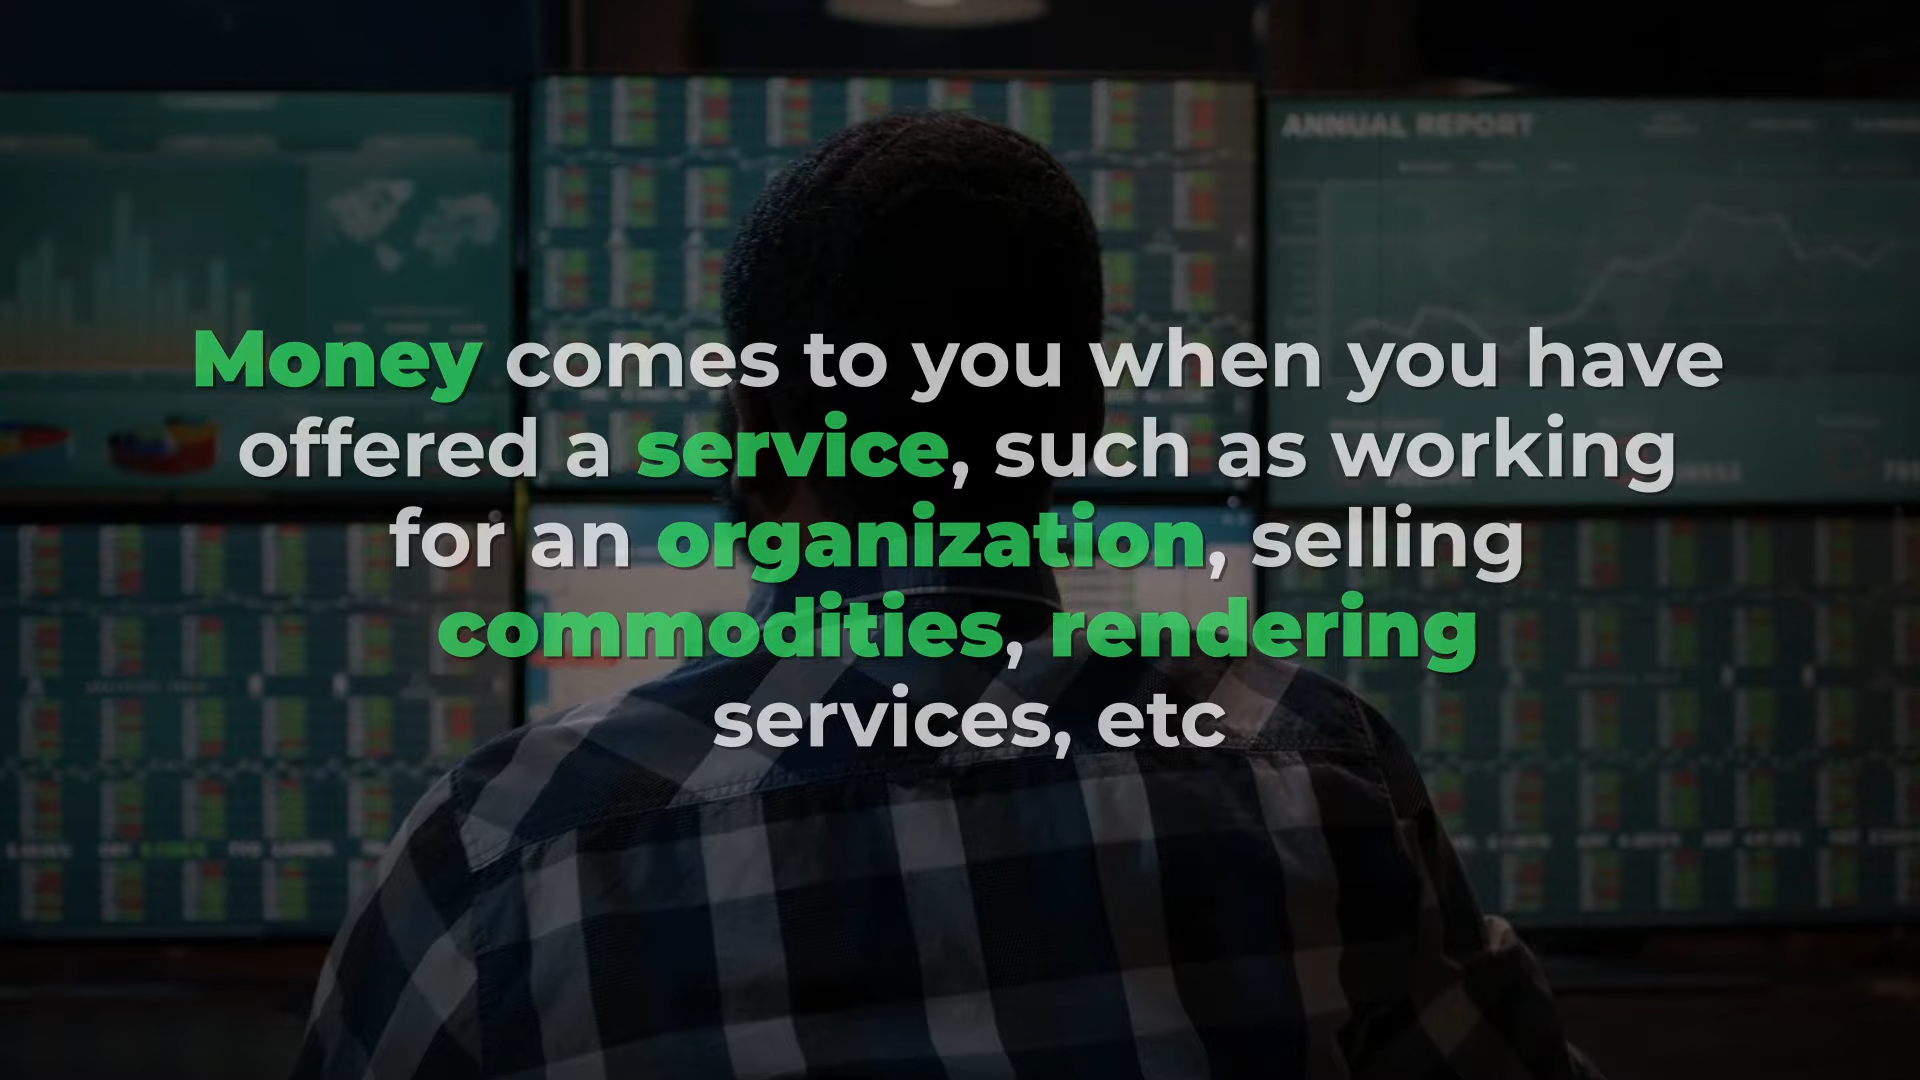 ANNUAL REPORT
Money comes to you when you have
offered a service, such as working
for an organization, selling
commodities, rendering
services, etc